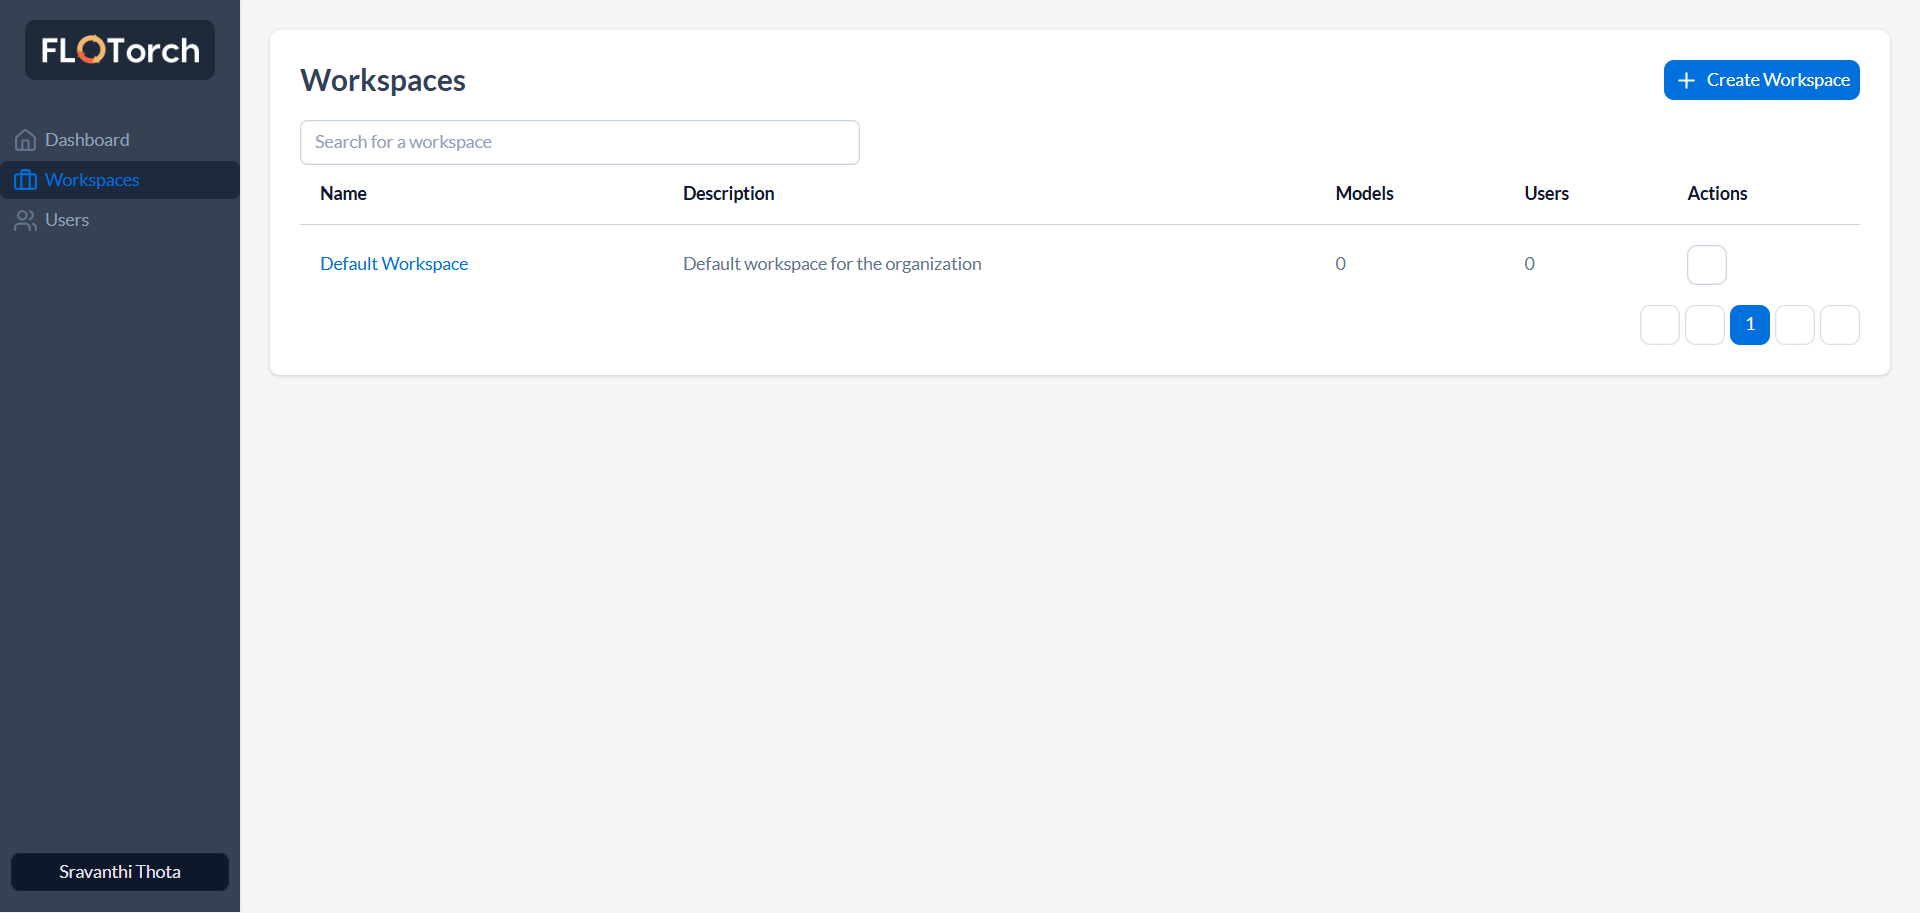 FLOTorch
Dashboard
Workspaces
Users
Sravanthi Thota
Workspaces
Create Workspace
Search for a workspace
Name Description Models Users Actions
Default Workspace Default workspace for the organization 0 0
1